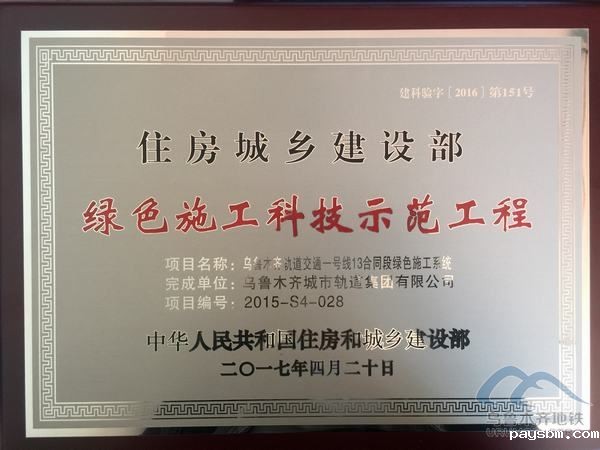 建科验字［2016］第151号
住房城乡建设部
绿色施工科技示范工程
项目名称：乌鲁木齐轨道交通一号线13合同段绿色施工系统
完成单位：乌鲁木齐城市轨道集团有限公司
项目编号：2015-S4-028
中华人民共和国住房和城乡建设部
二〇一七年四月二十日
乌鲁木齐地铁
paysbm.com